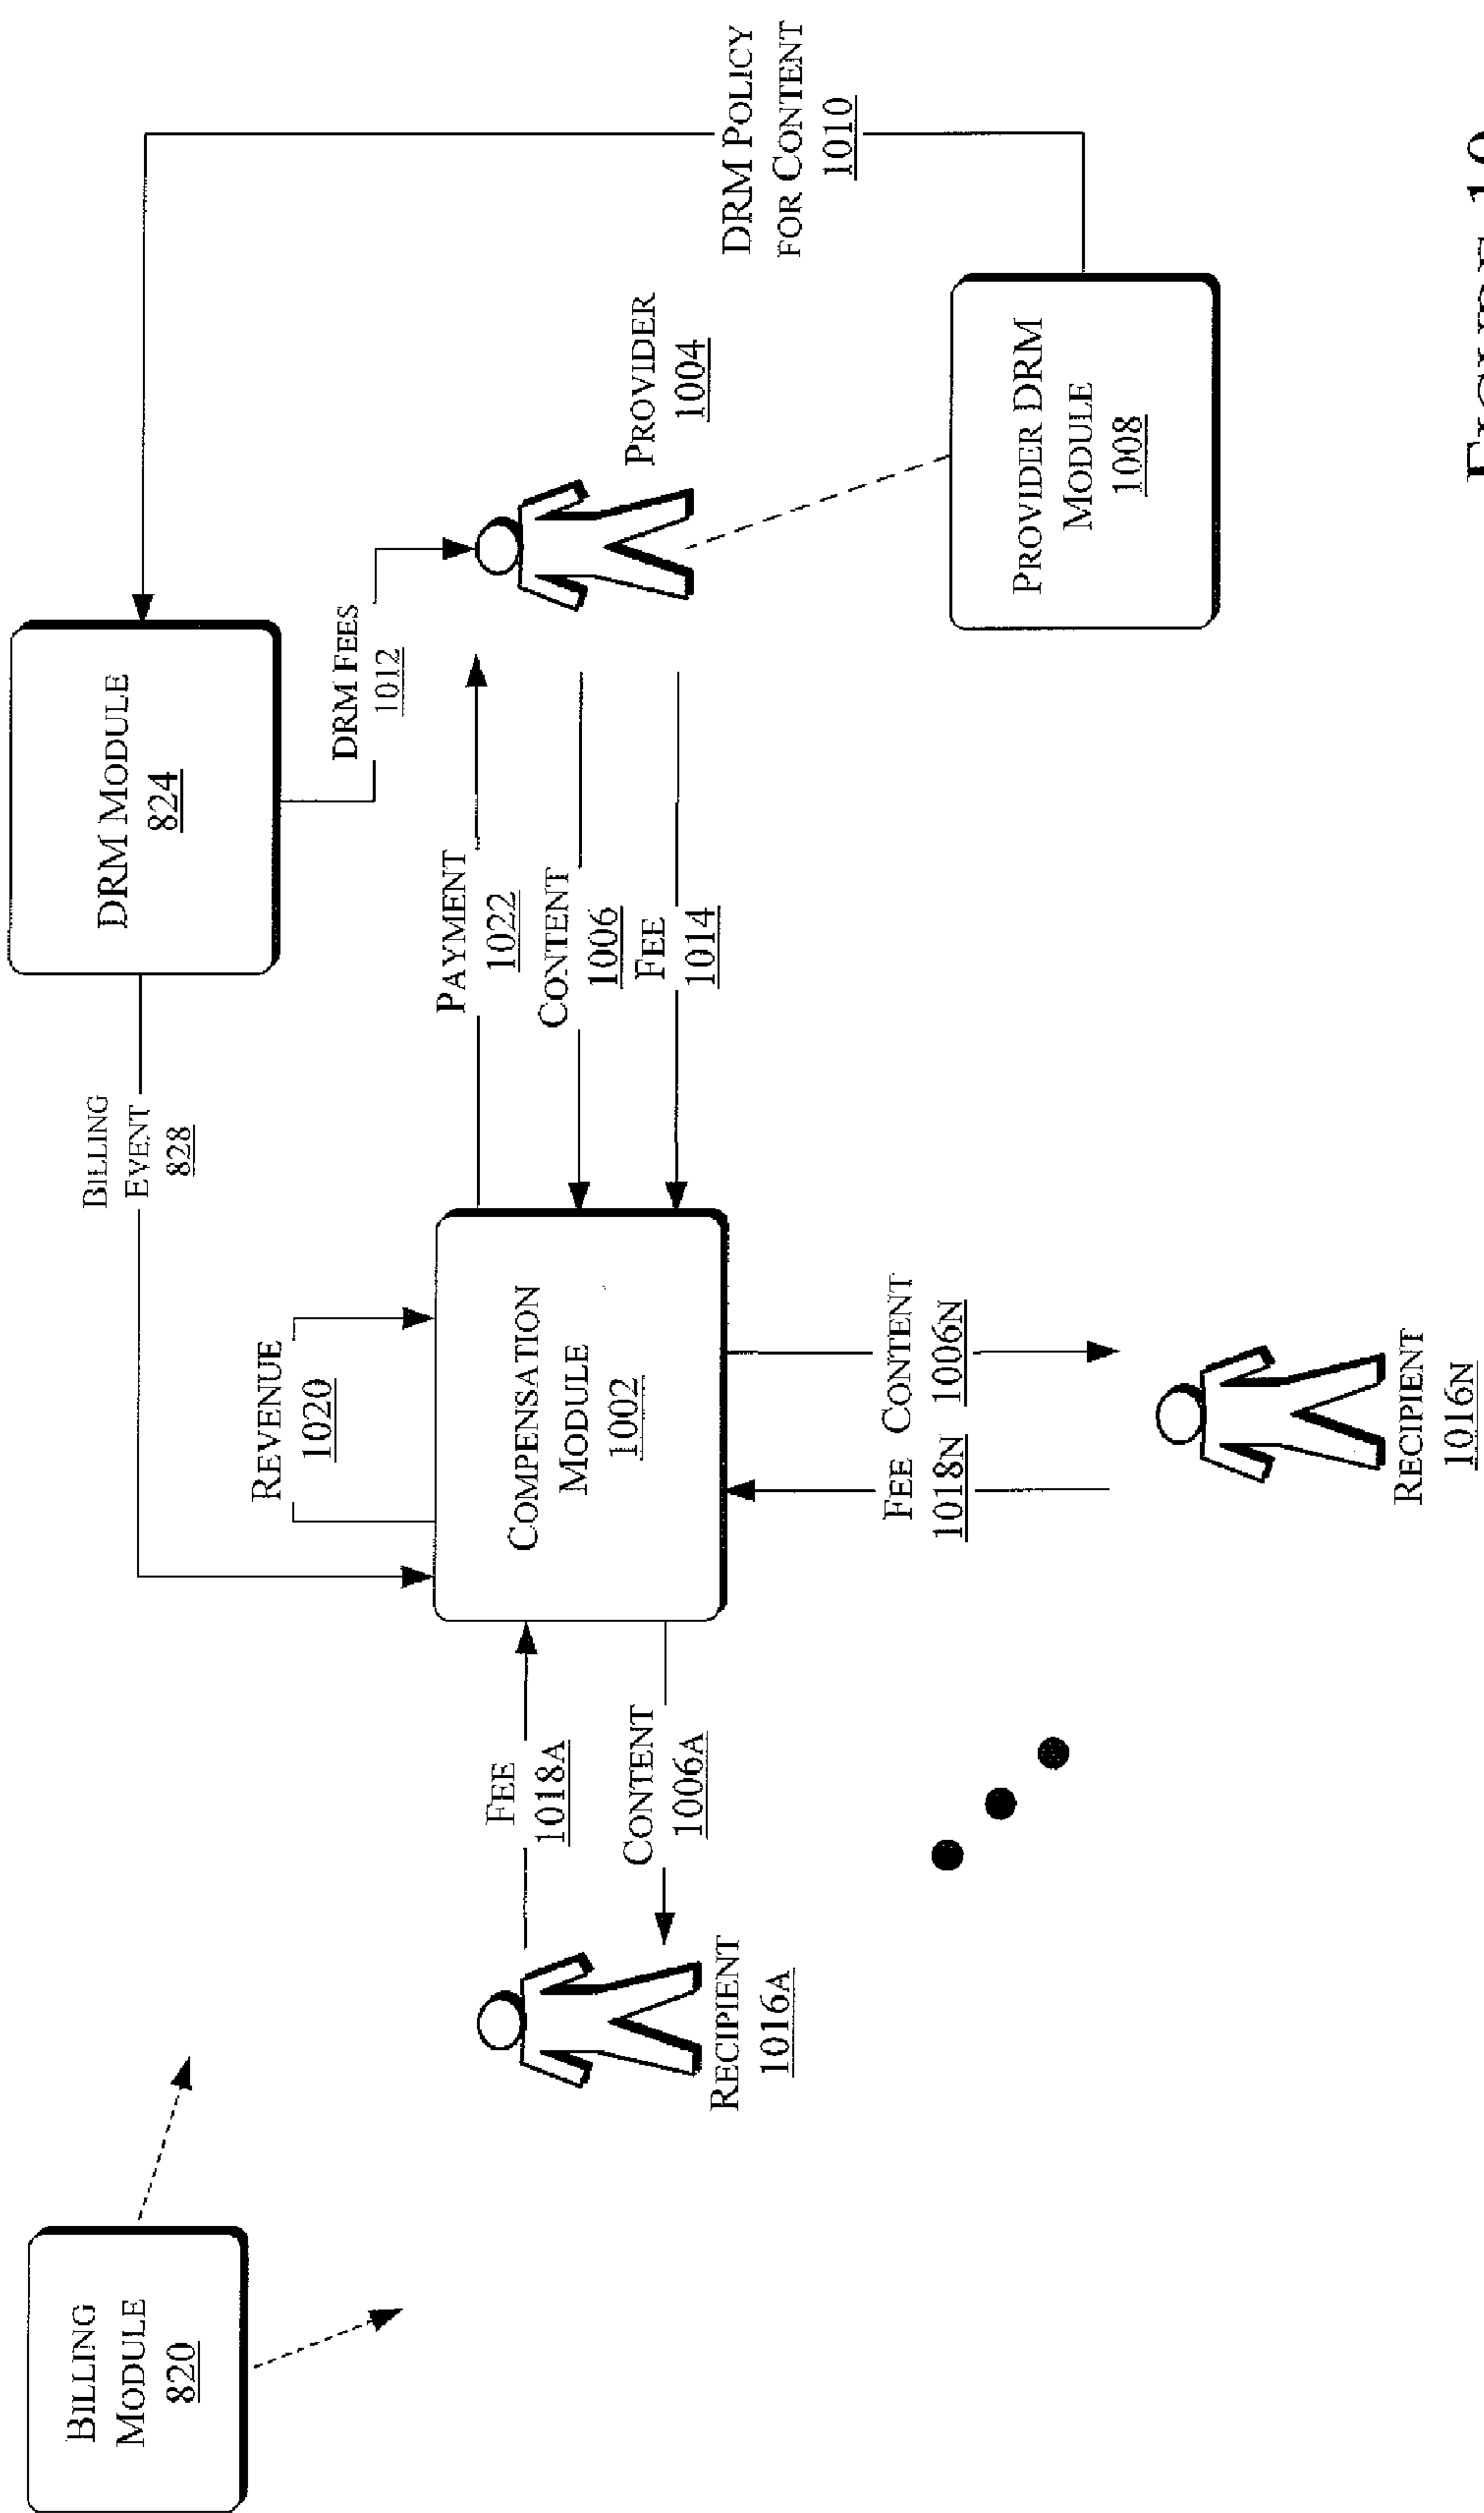 BILLING
MODULE
820
BILLING
EVENT
828
DRM MODULE
824
REVENUE
1020
DRM FEES
1012
PAYMENT
1022
CONTENT
1006
FEE
1014
PROVIDER
1004
FEE
1018A
CONTENT
1006A
RECIPIENT
1016A
COMPENSATION
MODULE
1002
DRM POLICY
FOR CONTENT
1010
FEE CONTENT
1018N 1006N
PROVIDER DRM
MODULE
1008
RECIPIENT
1016N
FIGURE 10